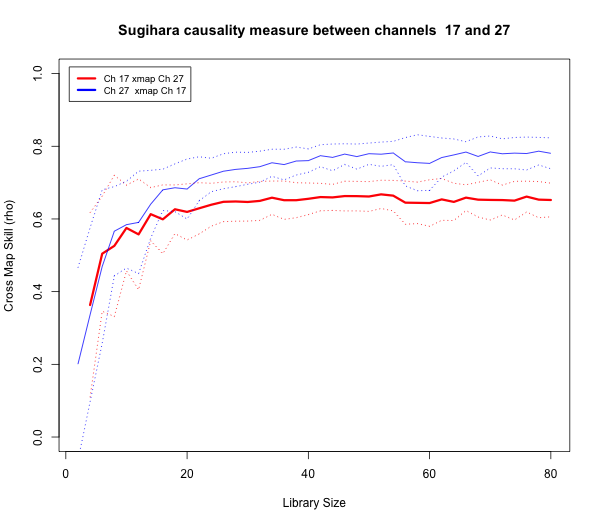 Sugihara causality measure between channels  17 and 27
Ch 17 xmap Ch 27
Ch 27  xmap Ch 17
Cross Map Skill (rho)
1.0
0.8
0.6
0.4
0.2
0.0
0 20 40 60 80
Library Size